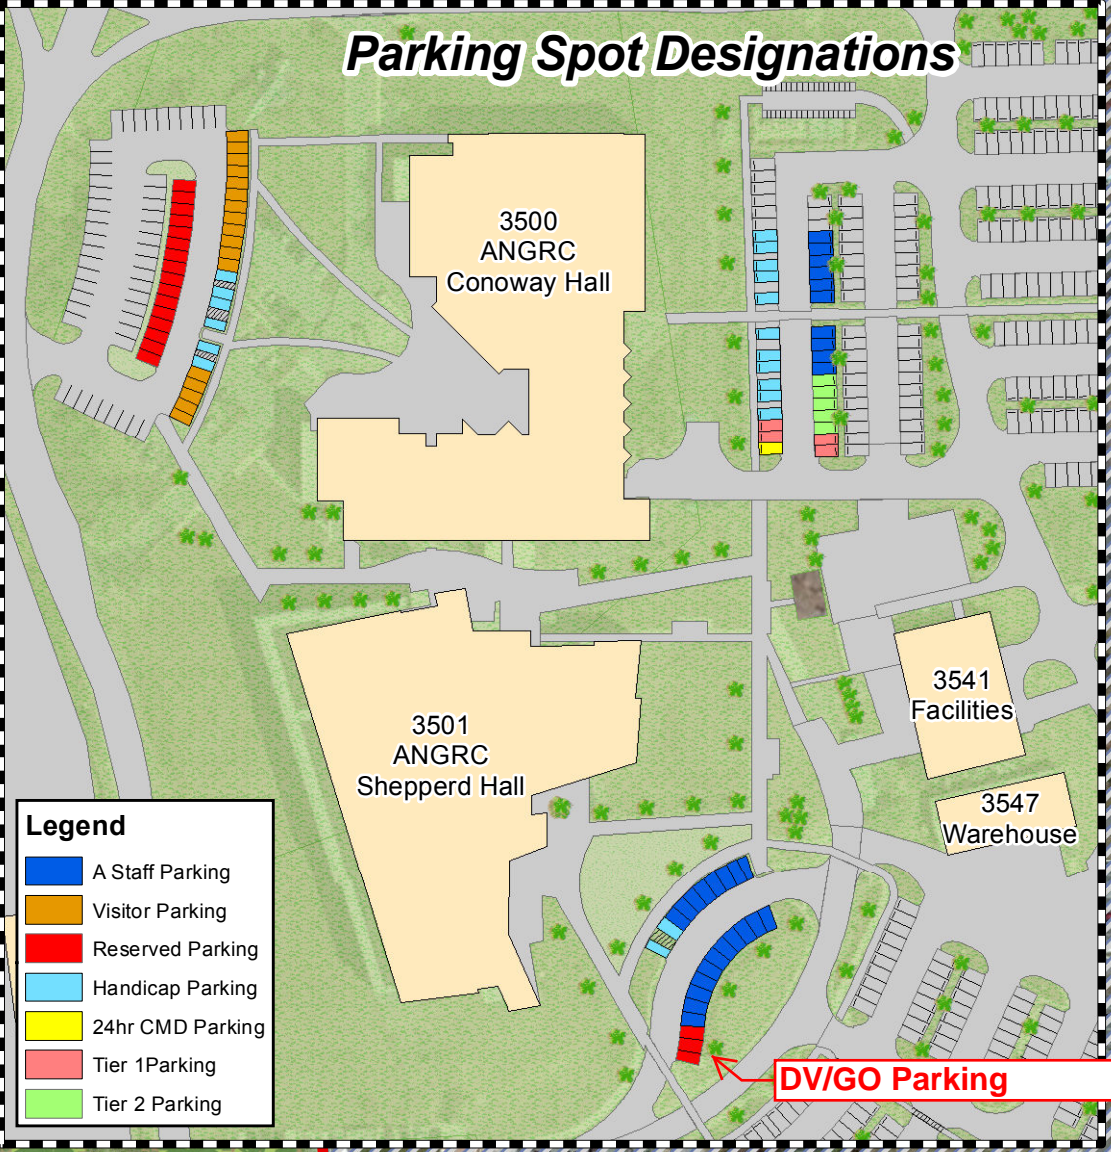 Parking Spot Designations
3500
ANGRC
Conoway Hall
3501
ANGRC
Shepperd Hall
3541
Facilities
3547
Warehouse
Legend
A Staff Parking
Visitor Parking
Reserved Parking
Handicap Parking
24hr CMD Parking
Tier 1Parking
Tier 2 Parking
DV/GO Parking